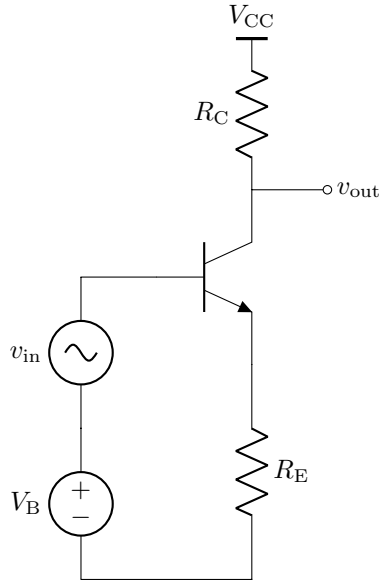 V_CC
R_C
v_out
v_in
R_E
V_B
+
−